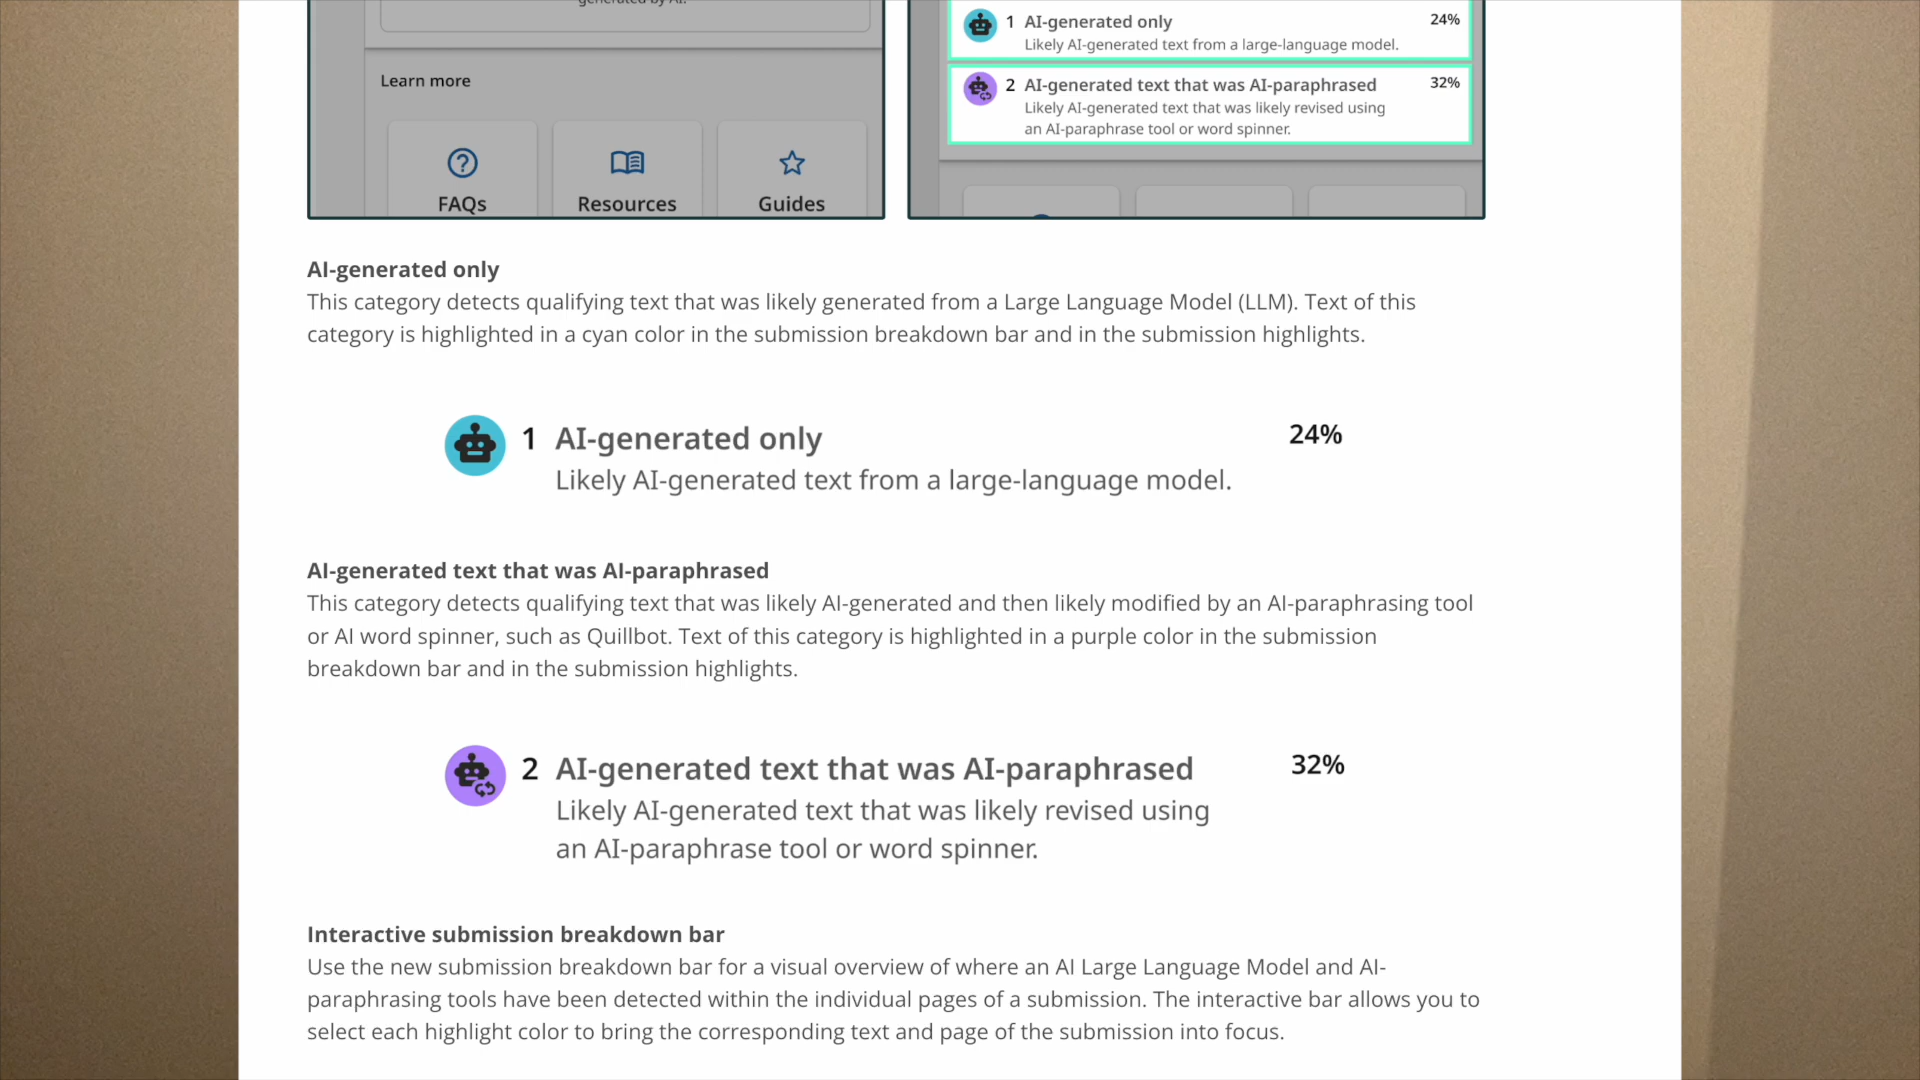 generated by AI.
Learn more
FAQs
Resources
Guides
1 AI-generated only 24%
Likely AI-generated text from a large-language model.
2 AI-generated text that was AI-paraphrased 32%
Likely AI-generated text that was likely revised using
an AI-paraphrase tool or word spinner.
AI-generated only
This category detects qualifying text that was likely generated from a Large Language Model (LLM). Text of this
category is highlighted in a cyan color in the submission breakdown bar and in the submission highlights.
1 AI-generated only 24%
Likely AI-generated text from a large-language model.
AI-generated text that was AI-paraphrased
This category detects qualifying text that was likely AI-generated and then likely modified by an AI-paraphrasing tool
or AI word spinner, such as Quillbot. Text of this category is highlighted in a purple color in the submission
breakdown bar and in the submission highlights.
2 AI-generated text that was AI-paraphrased 32%
Likely AI-generated text that was likely revised using
an AI-paraphrase tool or word spinner.
Interactive submission breakdown bar
Use the new submission breakdown bar for a visual overview of where an AI Large Language Model and AI-
paraphrasing tools have been detected within the individual pages of a submission. The interactive bar allows you to
select each highlight color to bring the corresponding text and page of the submission into focus.